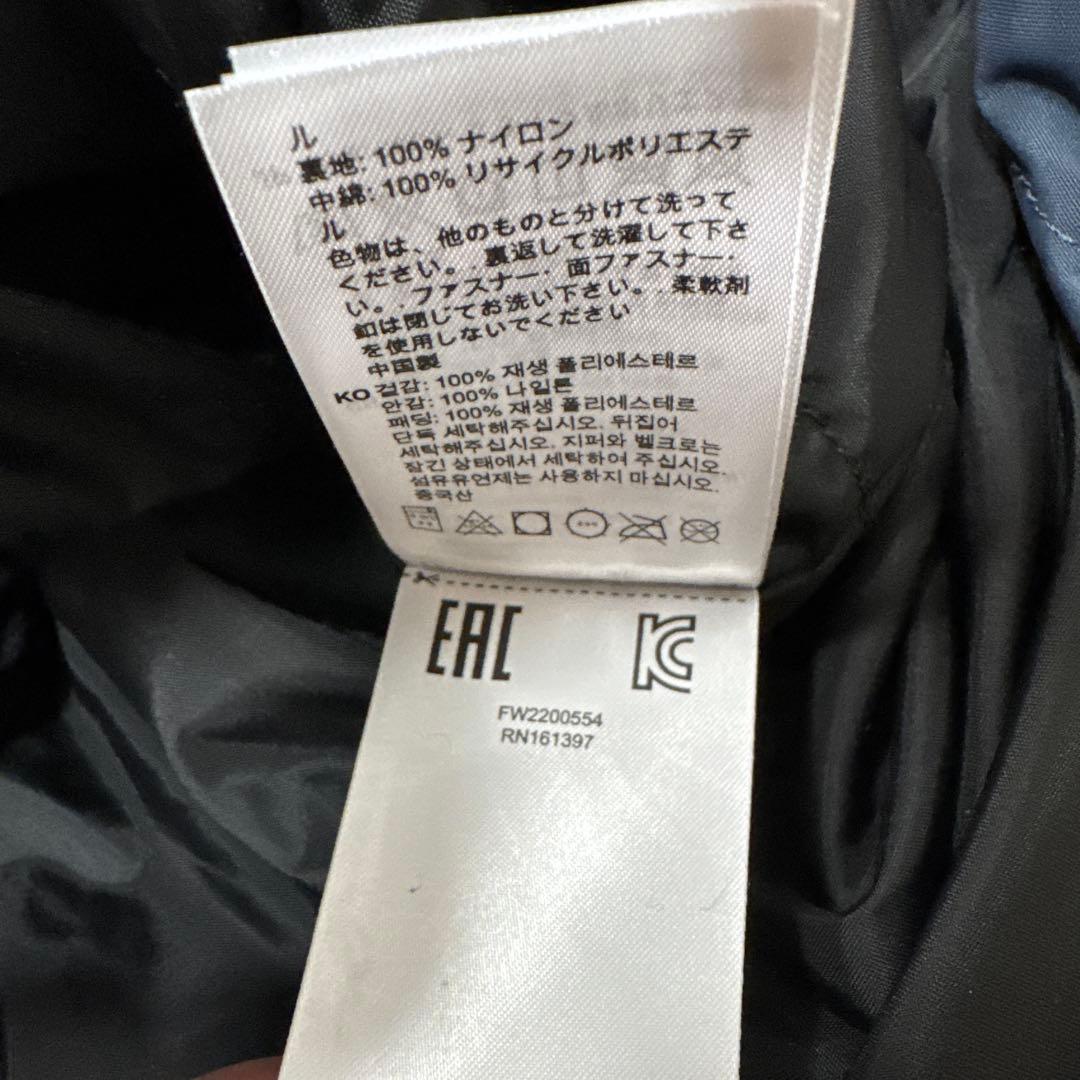 ル
裏地: 100% ナイロン
中綿: 100% リサイクルポリエステ
ル
色物は、他のものと分けて洗って
ください。.裏返して洗濯して下さ
い。.ファスナー・面ファスナー・
釦は閉じてお洗い下さい。.柔軟剤
を使用しないでください
中国製
KO 겉감: 100% 재생 폴리에스테르
안감: 100% 나일론
패딩: 100% 재생 폴리에스테르
단독 세탁해주십시오. 뒤집어
세탁해주십시오. 지퍼와 벨크로는
잠긴 상태에서 세탁하여 주십시오.
섬유유연제는 사용하지 마십시오.
중국산
EAC KC
FW2200554
RN161397